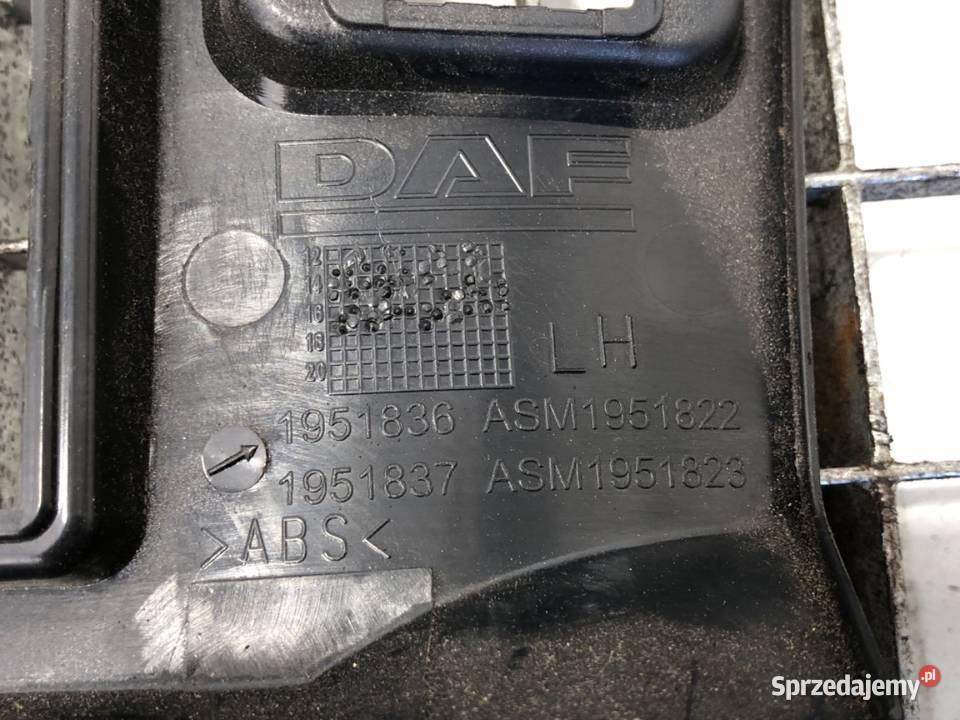 DAF
12
14
16
18
20
LH
1951836 ASM1951822
1951837 ASM1951823
>ABS<
Sprzedajemy.pl